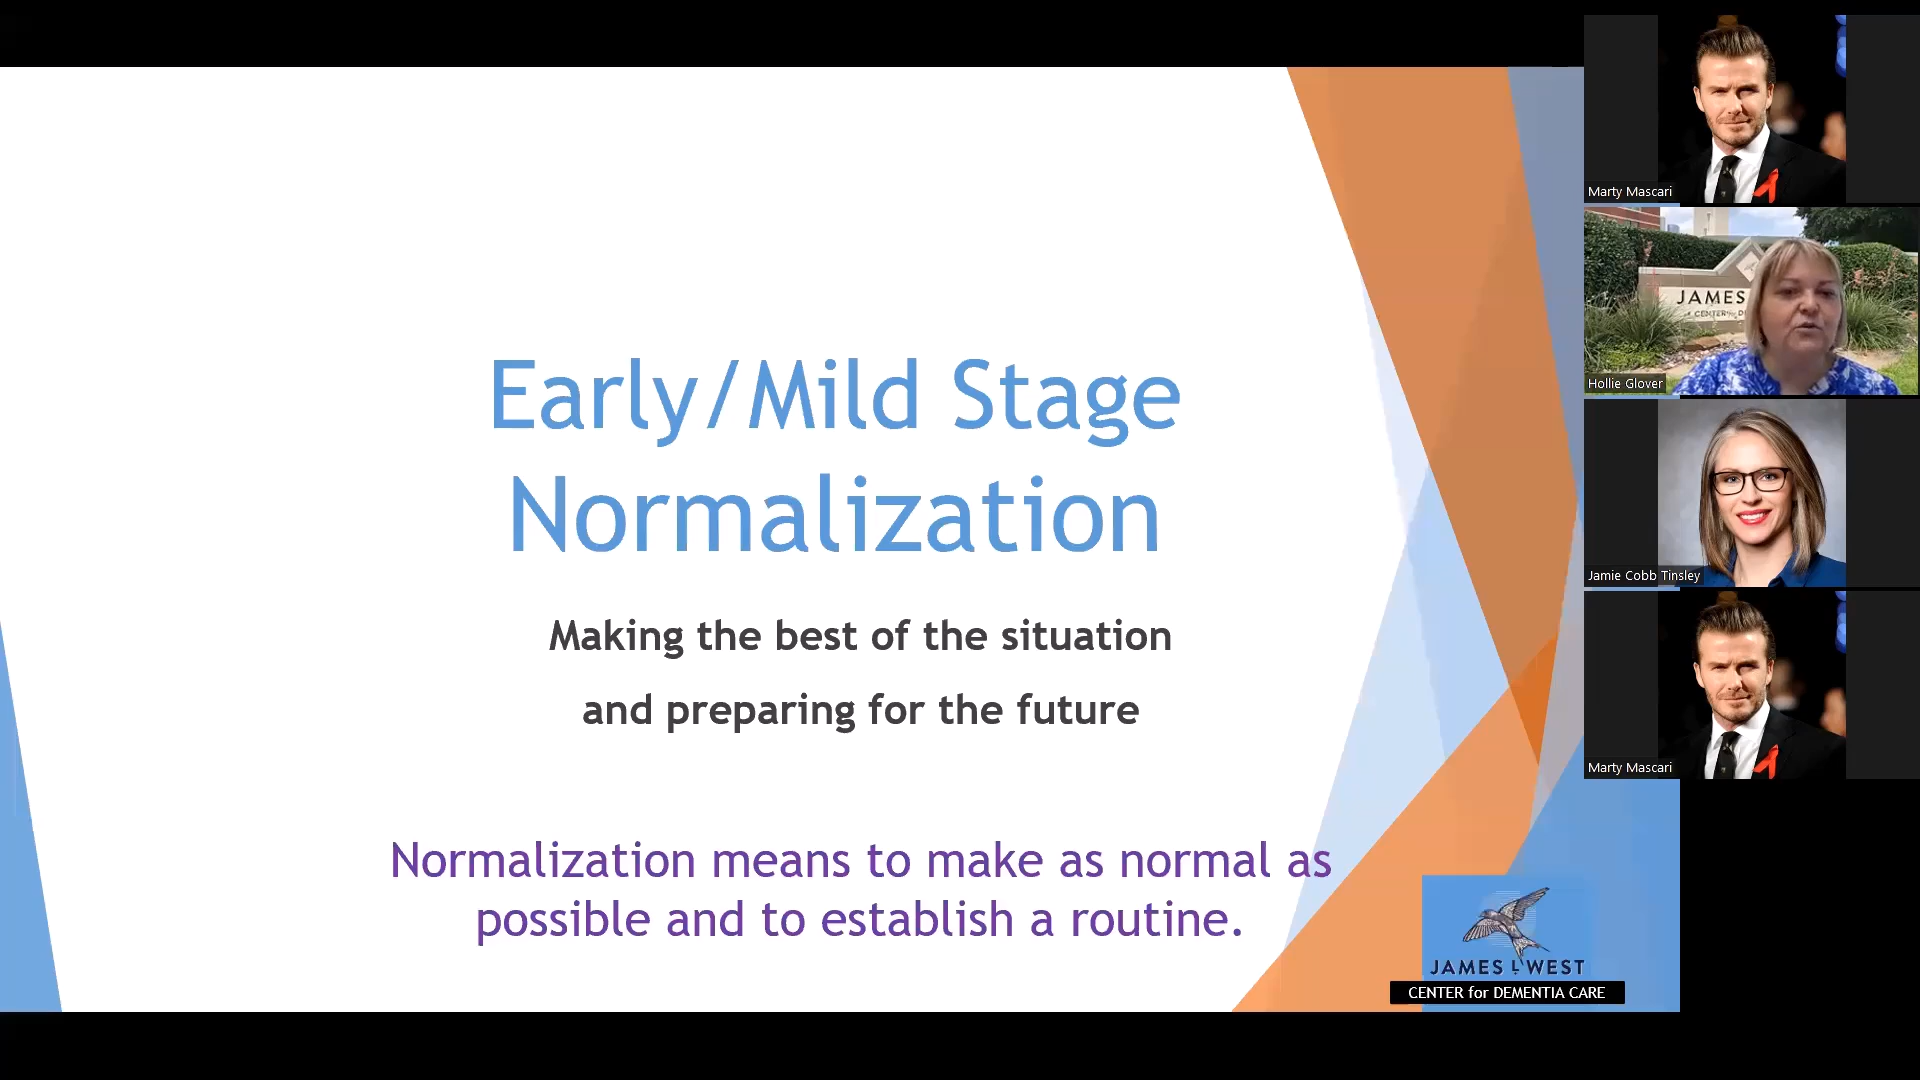 Early/Mild Stage
Normalization
Making the best of the situation
and preparing for the future
Normalization means to make as normal as
possible and to establish a routine.
JAMES L WEST
CENTER for DEMENTIA CARE
Marty Mascari
JAMES
CENTER
Hollie Glover
Jamie Cobb Tinsley
Marty Mascari